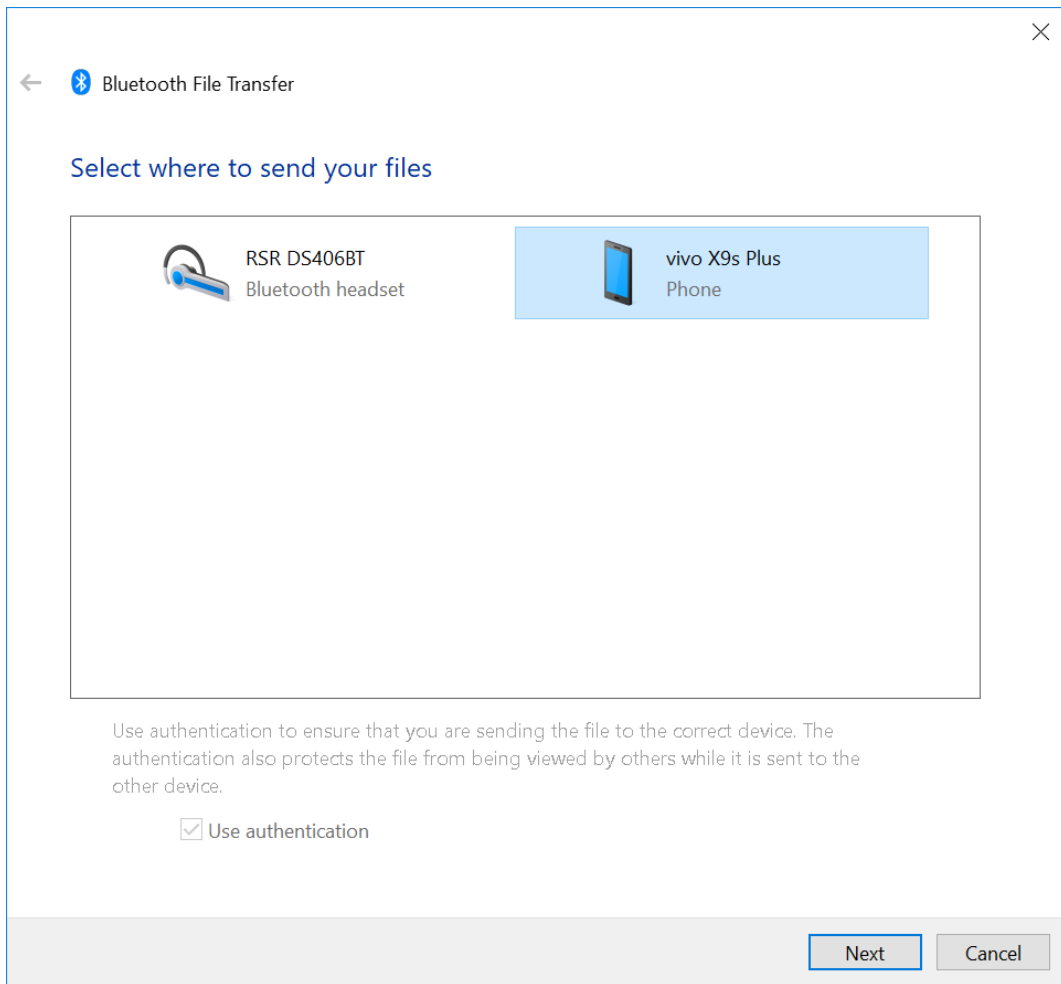 Bluetooth File Transfer
Select where to send your files
RSR DS406BT
Bluetooth headset
vivo X9s Plus
Phone
Use authentication to ensure that you are sending the file to the correct device. The
authentication also protects the file from being viewed by others while it is sent to the
other device.
Use authentication
Next
Cancel